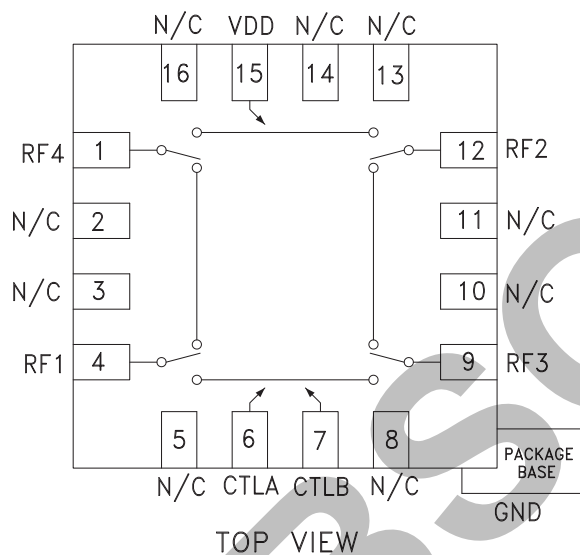 N/C VDD N/C N/C
16 15 14 13
RF4 1 12 RF2
N/C 2 11 N/C
N/C 3 10 N/C
RF1 4 9 RF3
5 6 7 8
N/C CTLA CTLB N/C
PACKAGE
BASE
GND
TOP VIEW